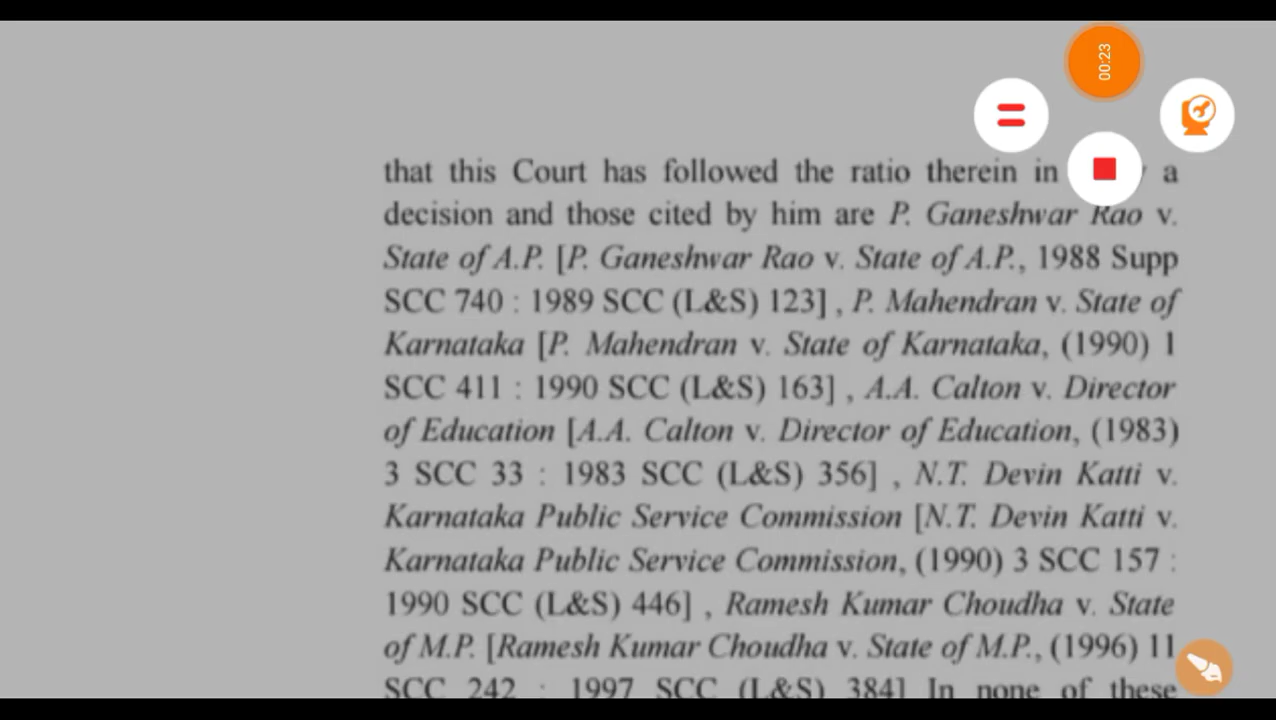 00:23
that this Court has followed the ratio therein in a
decision and those cited by him are P. Ganeshwar Rao v.
State of A.P. [P. Ganeshwar Rao v. State of A.P., 1988 Supp
SCC 740 : 1989 SCC (L&S) 123] , P. Mahendran v. State of
Karnataka [P. Mahendran v. State of Karnataka, (1990) 1
SCC 411 : 1990 SCC (L&S) 163] , A.A. Calton v. Director
of Education [A.A. Calton v. Director of Education, (1983)
3 SCC 33 : 1983 SCC (L&S) 356] , N.T. Devin Katti v.
Karnataka Public Service Commission [N.T. Devin Katti v.
Karnataka Public Service Commission, (1990) 3 SCC 157 :
1990 SCC (L&S) 446] , Ramesh Kumar Choudha v. State
of M.P. [Ramesh Kumar Choudha v. State of M.P., (1996) 11
SCC 242 : 1997 SCC (L&S) 384] In none of these